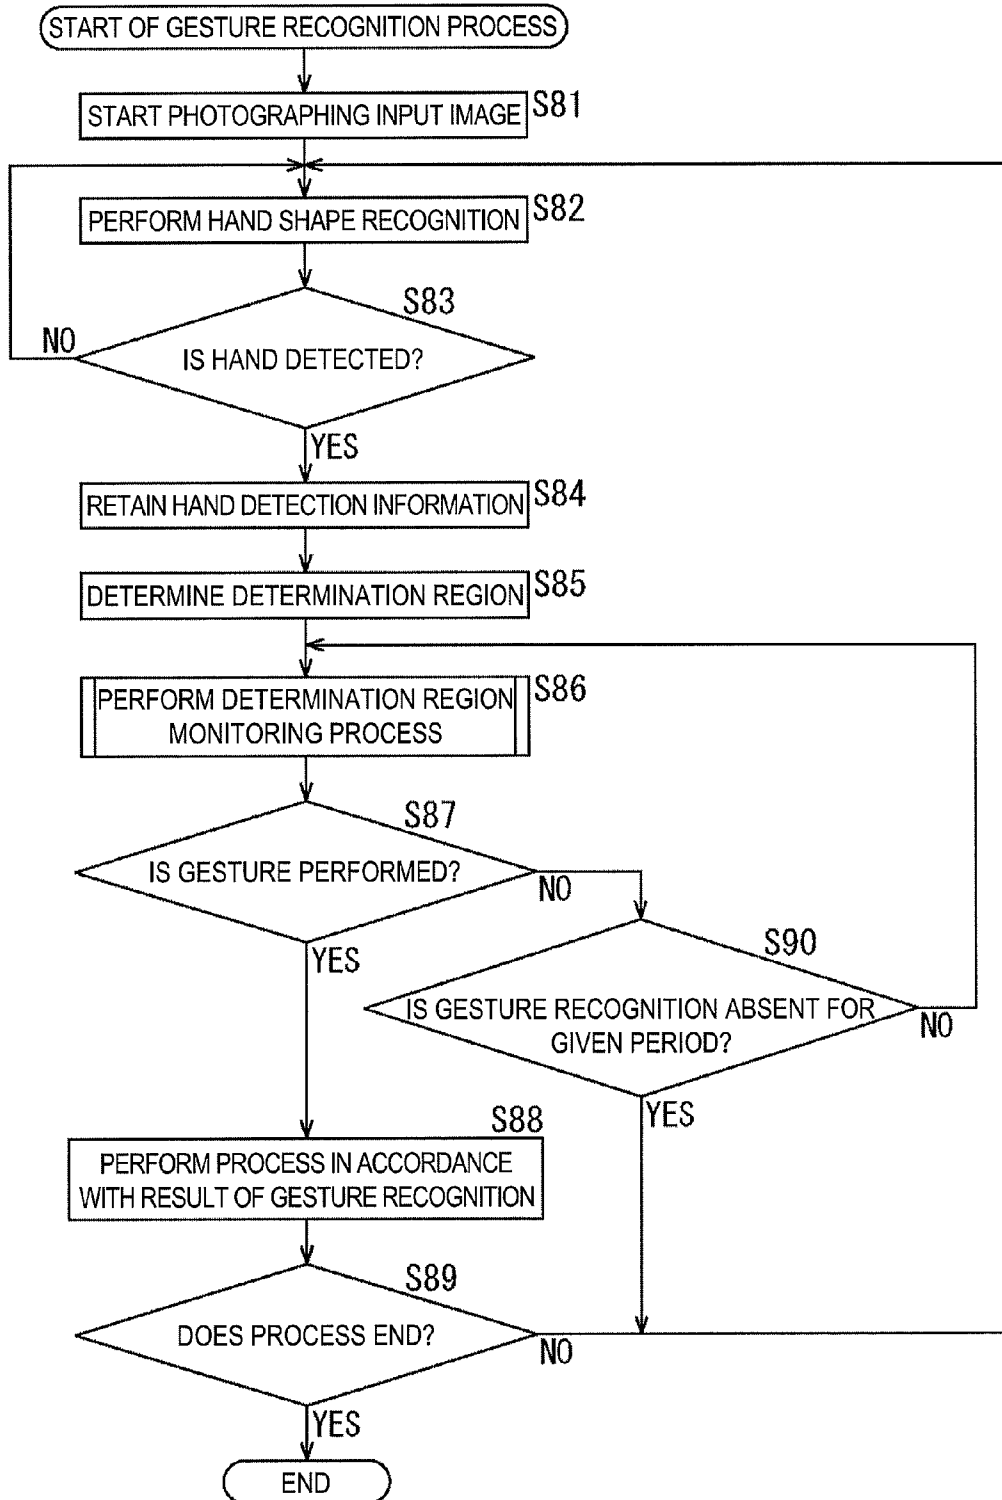 START OF GESTURE RECOGNITION PROCESS
START PHOTOGRAPHING INPUT IMAGE
S81
PERFORM HAND SHAPE RECOGNITION
S82
S83
IS HAND DETECTED?
NO
YES
RETAIN HAND DETECTION INFORMATION
S84
DETERMINE DETERMINATION REGION
S85
PERFORM DETERMINATION REGION
MONITORING PROCESS
S86
S87
IS GESTURE PERFORMED?
NO
YES
S90
IS GESTURE RECOGNITION ABSENT FOR
GIVEN PERIOD?
NO
YES
S88
PERFORM PROCESS IN ACCORDANCE
WITH RESULT OF GESTURE RECOGNITION
S89
DOES PROCESS END?
NO
YES
END